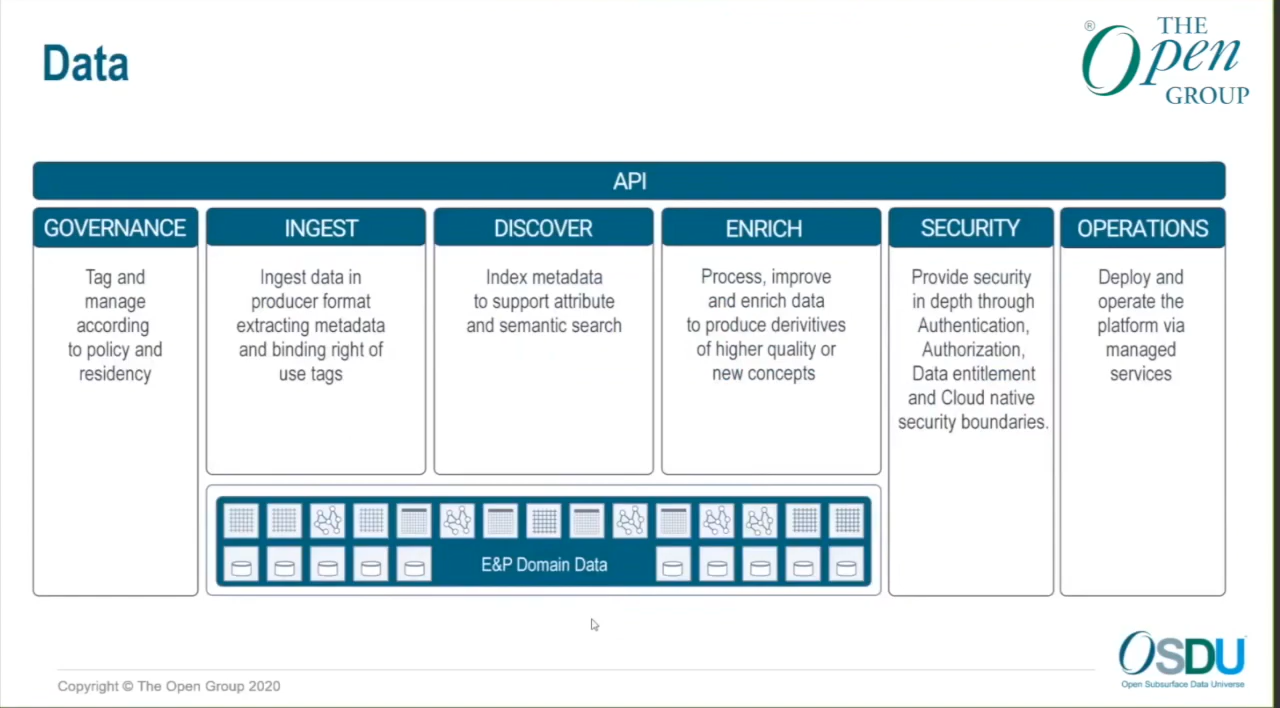 Data
®
THE
Open
GROUP
API
GOVERNANCE
Tag and
manage
according
to policy and
residency
INGEST
Ingest data in
producer format
extracting metadata
and binding right of
use tags
DISCOVER
Index metadata
to support attribute
and semantic search
ENRICH
Process, improve
and enrich data
to produce derivitives
of higher quality or
new concepts
SECURITY
Provide security
in depth through
Authentication,
Authorization,
Data entitlement
and Cloud native
security boundaries.
OPERATIONS
Deploy and
operate the
platform via
managed
services
E&P Domain Data
Copyright © The Open Group 2020
OSDU
Open Subsurface Data Universe